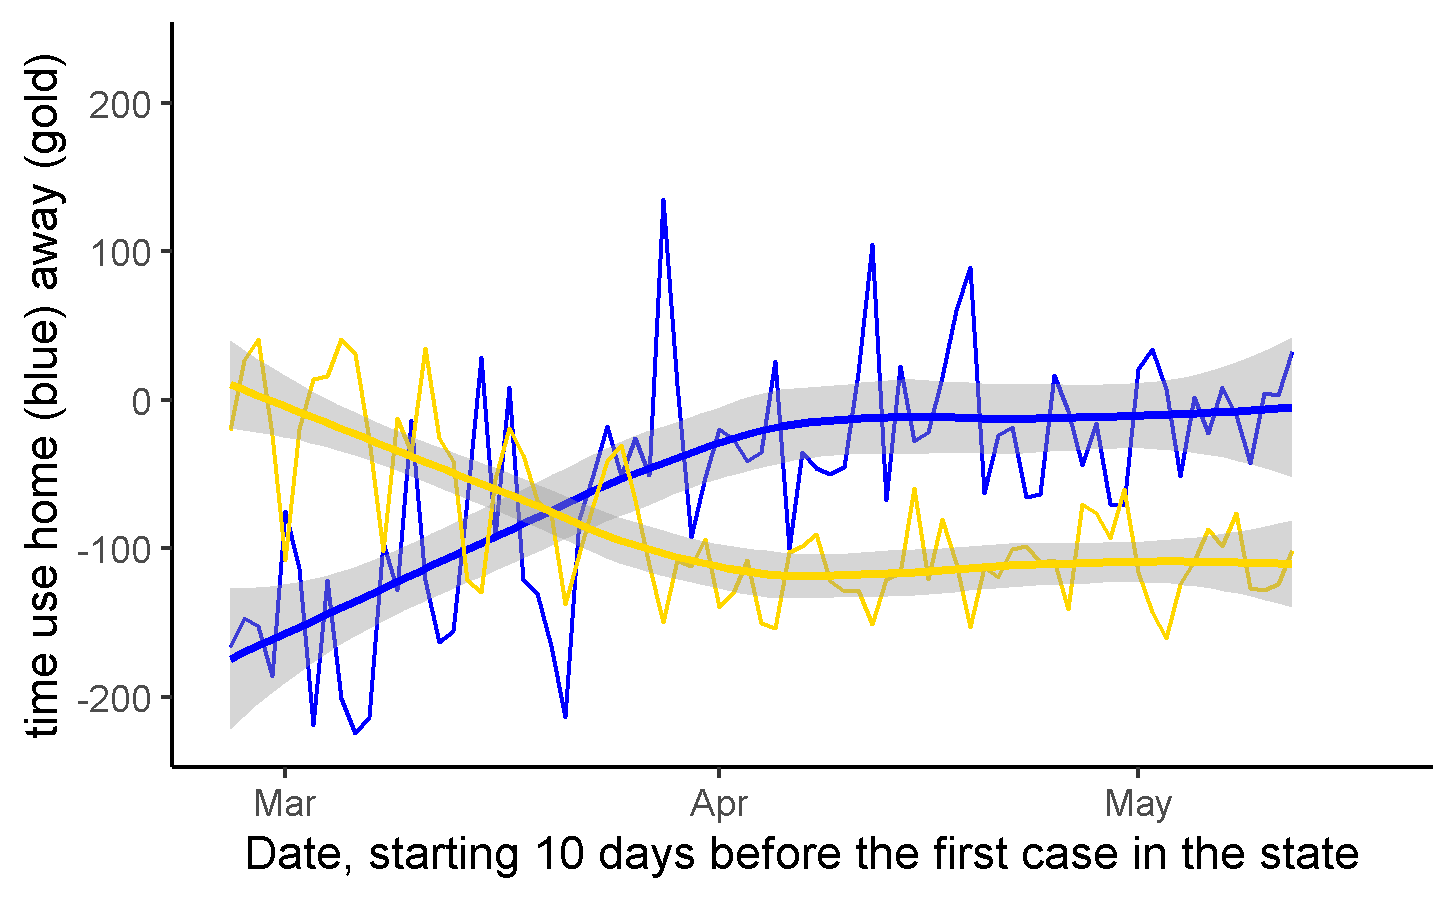 time use home (blue) away (gold)
200
100
0
-100
-200
Mar
Apr
May
Date, starting 10 days before the first case in the state